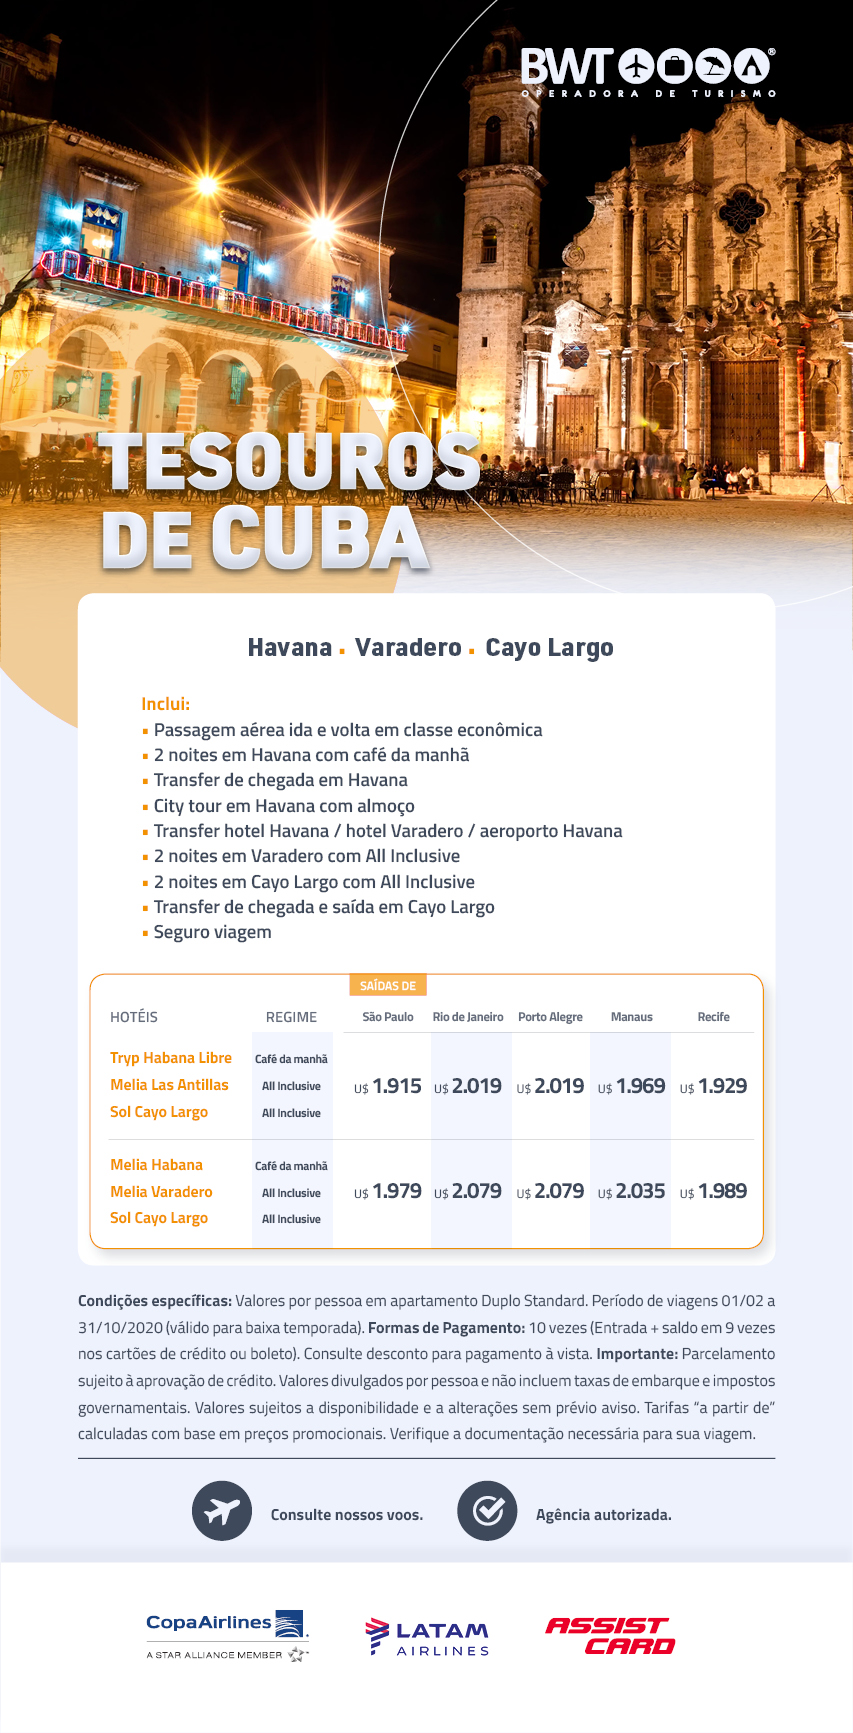 BWT®
OPERADORA DE TURISMO
TESOUROS
DE CUBA
Havana ▪ Varadero ▪ Cayo Largo
Inclui:
▪ Passagem aérea ida e volta em classe econômica
▪ 2 noites em Havana com café da manhã
▪ Transfer de chegada em Havana
▪ City tour em Havana com almoço
▪ Transfer hotel Havana / hotel Varadero / aeroporto Havana
▪ 2 noites em Varadero com All Inclusive
▪ 2 noites em Cayo Largo com All Inclusive
▪ Transfer de chegada e saída em Cayo Largo
▪ Seguro viagem
SAÍDAS DE
HOTÉIS REGIME São Paulo Rio de Janeiro Porto Alegre Manaus Recife
Tryp Habana Libre Café da manhã
Melia Las Antillas All Inclusive U$ 1.915 U$ 2.019 U$ 2.019 U$ 1.969 U$ 1.929
Sol Cayo Largo All Inclusive
Melia Habana Café da manhã
Melia Varadero All Inclusive U$ 1.979 U$ 2.079 U$ 2.079 U$ 2.035 U$ 1.989
Sol Cayo Largo All Inclusive
Condições específicas: Valores por pessoa em apartamento Duplo Standard. Período de viagens 01/02 a
31/10/2020 (válido para baixa temporada). Formas de Pagamento: 10 vezes (Entrada + saldo em 9 vezes
nos cartões de crédito ou boleto). Consulte desconto para pagamento à vista. Importante: Parcelamento
sujeito à aprovação de crédito. Valores divulgados por pessoa e não incluem taxas de embarque e impostos
governamentais. Valores sujeitos a disponibilidade e a alterações sem prévio aviso. Tarifas “a partir de”
calculadas com base em preços promocionais. Verifique a documentação necessária para sua viagem.
Consulte nossos voos. Agência autorizada.
CopaAirlines
A STAR ALLIANCE MEMBER
LATAM
AIRLINES
ASSIST
CARD